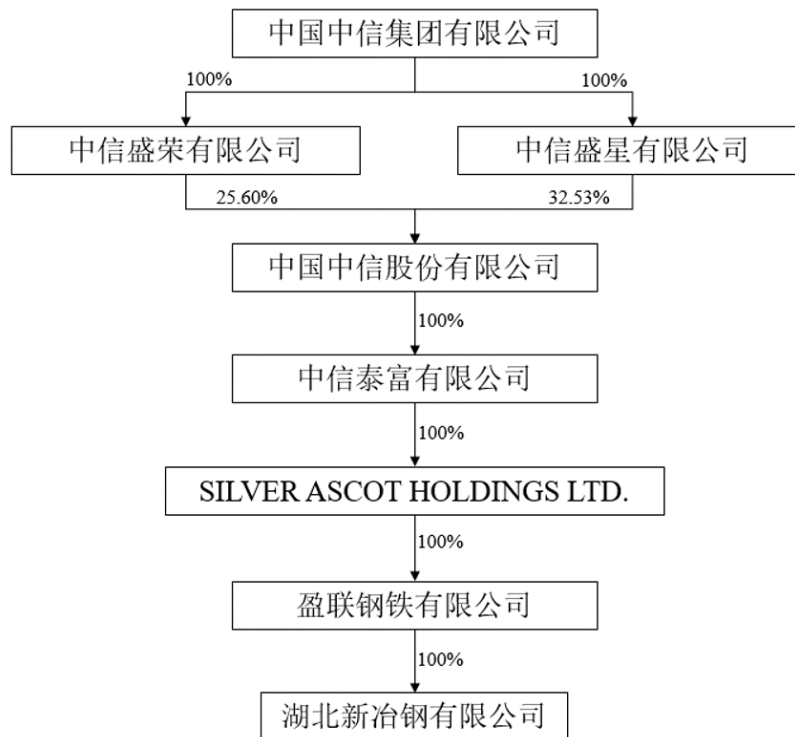 中国中信集团有限公司
100%
100%
中信盛荣有限公司
中信盛星有限公司
25.60%
32.53%
中国中信股份有限公司
100%
中信泰富有限公司
100%
SILVER ASCOT HOLDINGS LTD.
100%
盈联钢铁有限公司
100%
湖北新冶钢有限公司